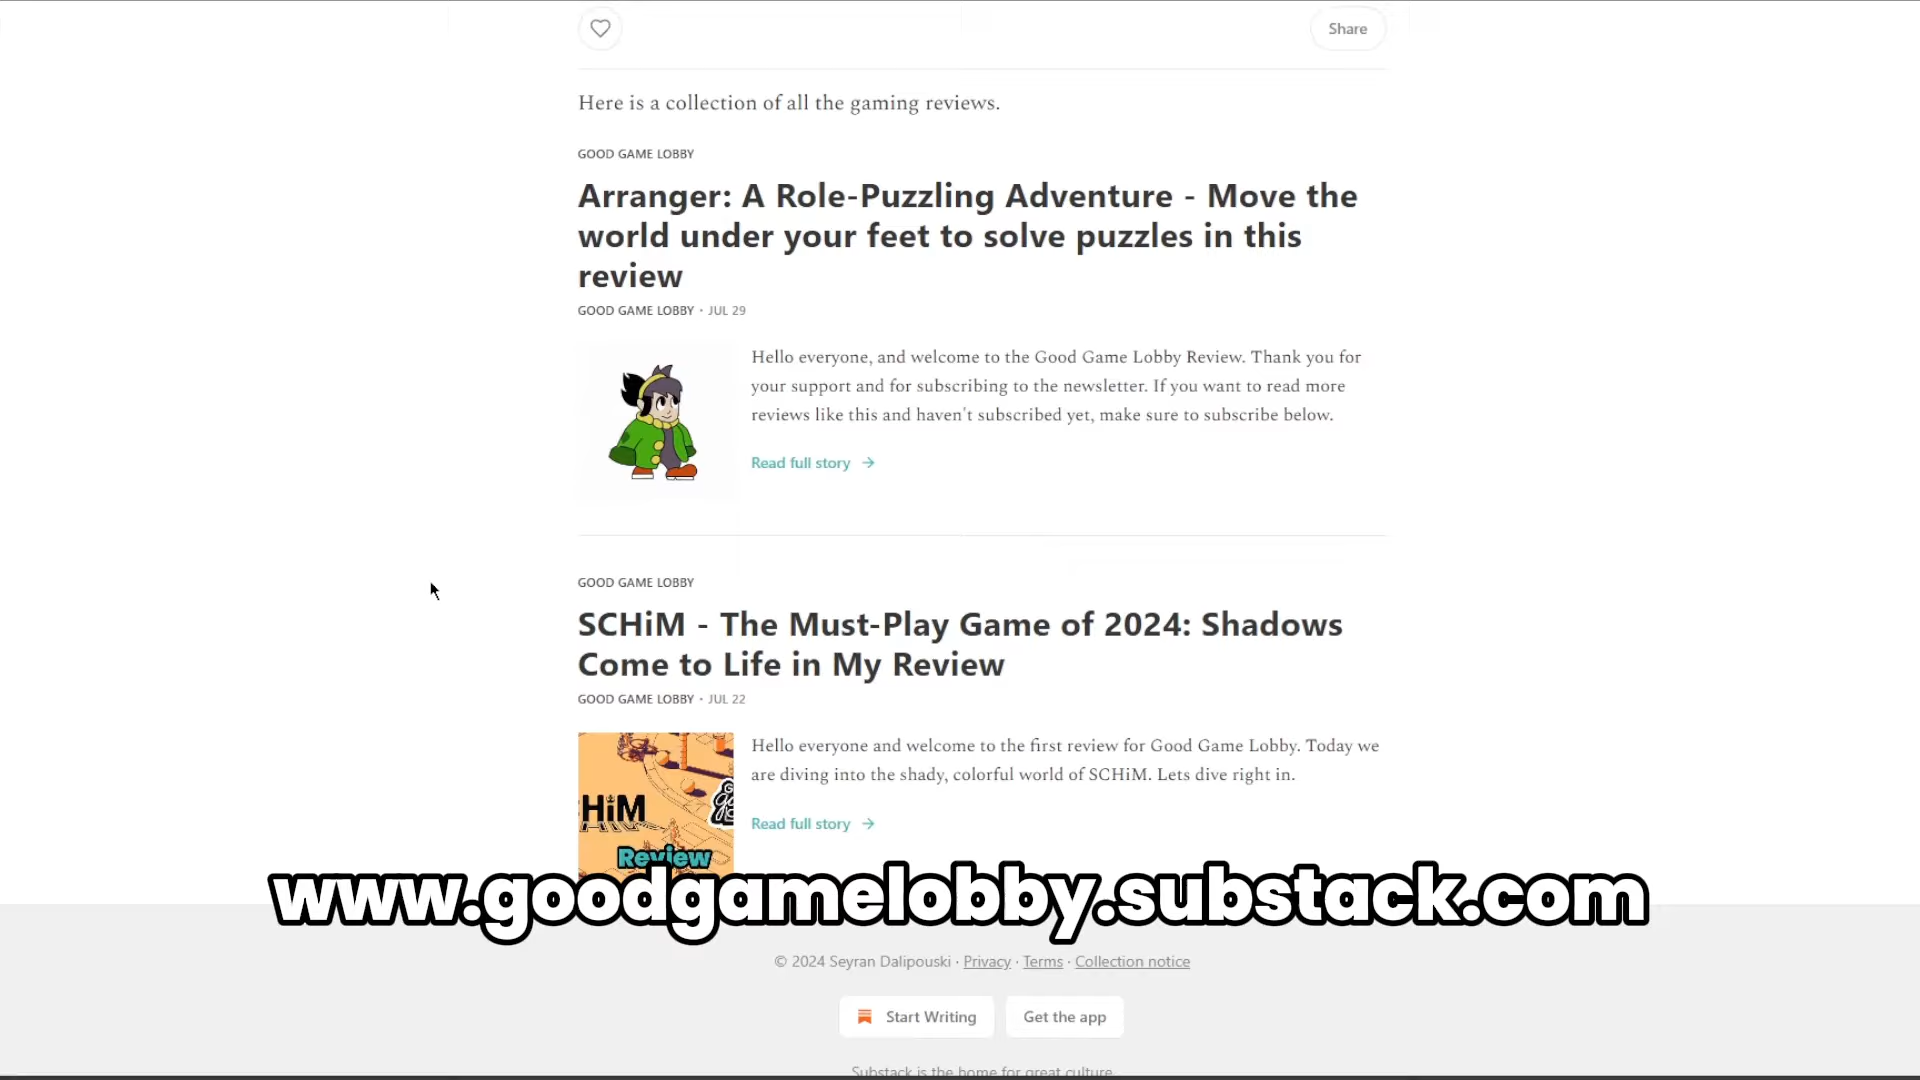 Share
Here is a collection of all the gaming reviews.
GOOD GAME LOBBY
Arranger: A Role-Puzzling Adventure - Move the
world under your feet to solve puzzles in this
review
GOOD GAME LOBBY · JUL 29
Hello everyone, and welcome to the Good Game Lobby Review. Thank you for
your support and for subscribing to the newsletter. If you want to read more
reviews like this and haven't subscribed yet, make sure to subscribe below.
Read full story →
GOOD GAME LOBBY
SCHiM - The Must-Play Game of 2024: Shadows
Come to Life in My Review
GOOD GAME LOBBY · JUL 22
Hello everyone and welcome to the first review for Good Game Lobby. Today we
are diving into the shady, colorful world of SCHiM. Lets dive right in.
HiM
Read full story →
Review
www.goodgamelobby.substack.com
© 2024 Seyran Dalipouski · Privacy · Terms · Collection notice
Start Writing
Get the app
Substack is the home for great culture